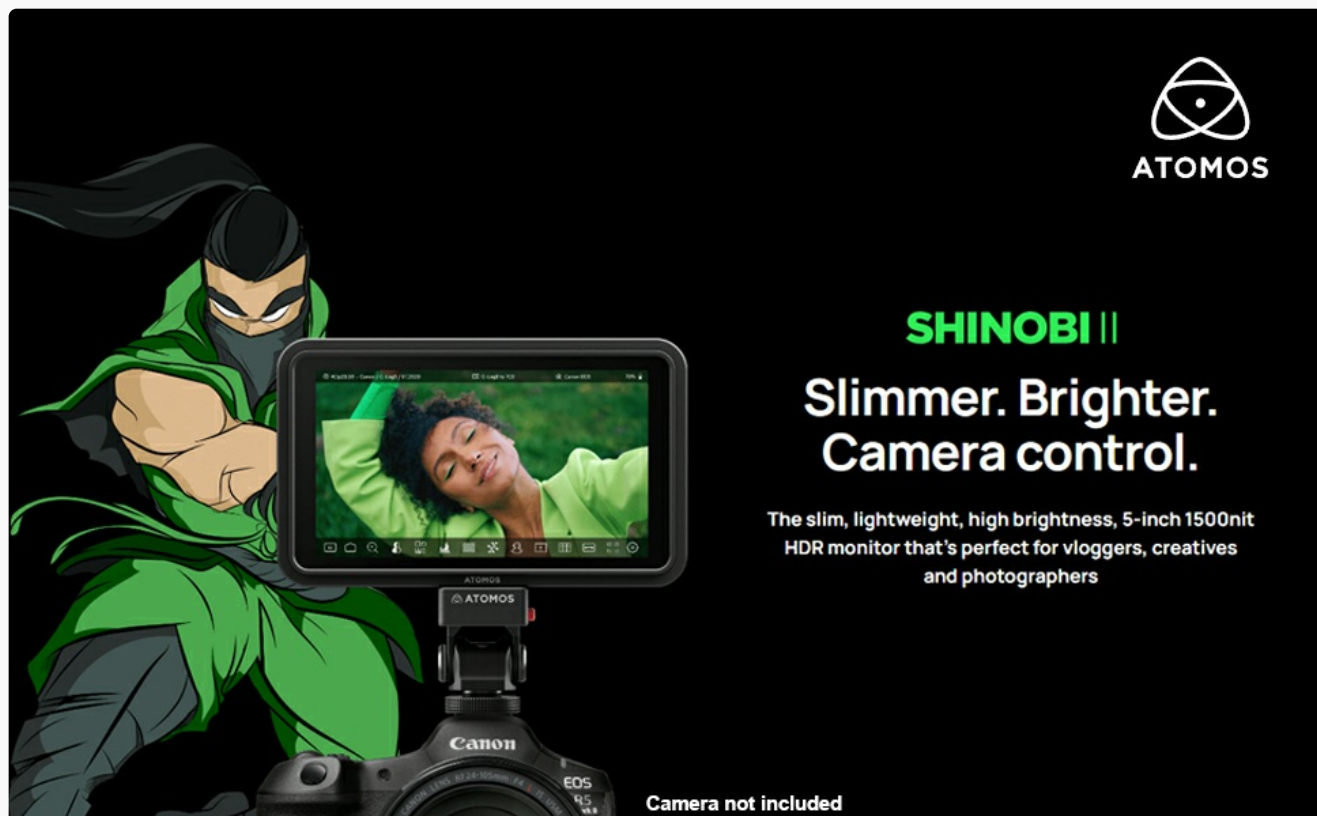 ATOMOS
SHINOBI II
Slimmer. Brighter.
Camera control.
The slim, lightweight, high brightness, 5-inch 1500nit
HDR monitor that's perfect for vloggers, creatives
and photographers
ATOMOS
ATOMOS
Canon
EOS
R5
Camera not included